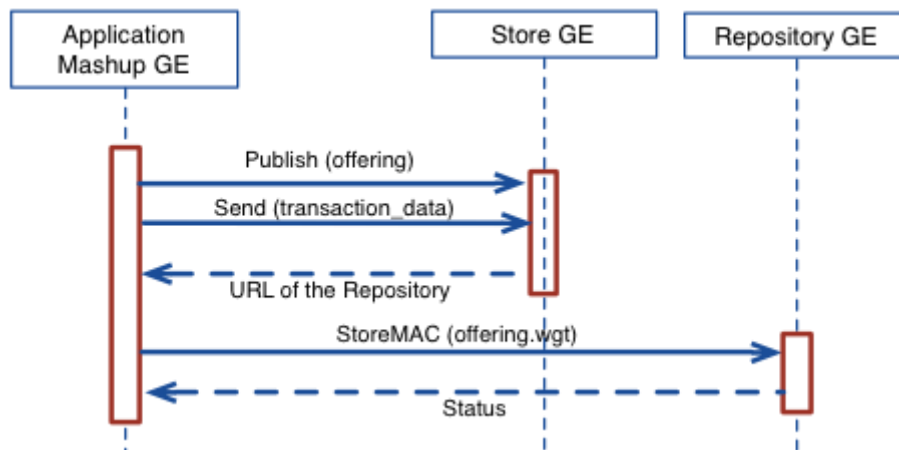 Application
Mashup GE
Store GE
Repository GE
Publish (offering)
Send (transaction_data)
URL of the Repository
StoreMAC (offering.wgt)
Status